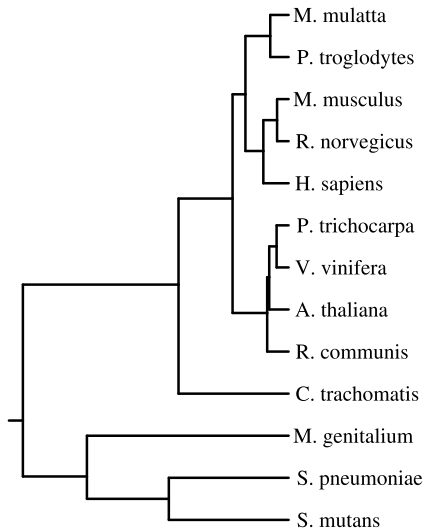 M. mulatta
P. troglodytes
M. musculus
R. norvegicus
H. sapiens
P. trichocarpa
V. vinifera
A. thaliana
R. communis
C. trachomatis
M. genitalium
S. pneumoniae
S. mutans